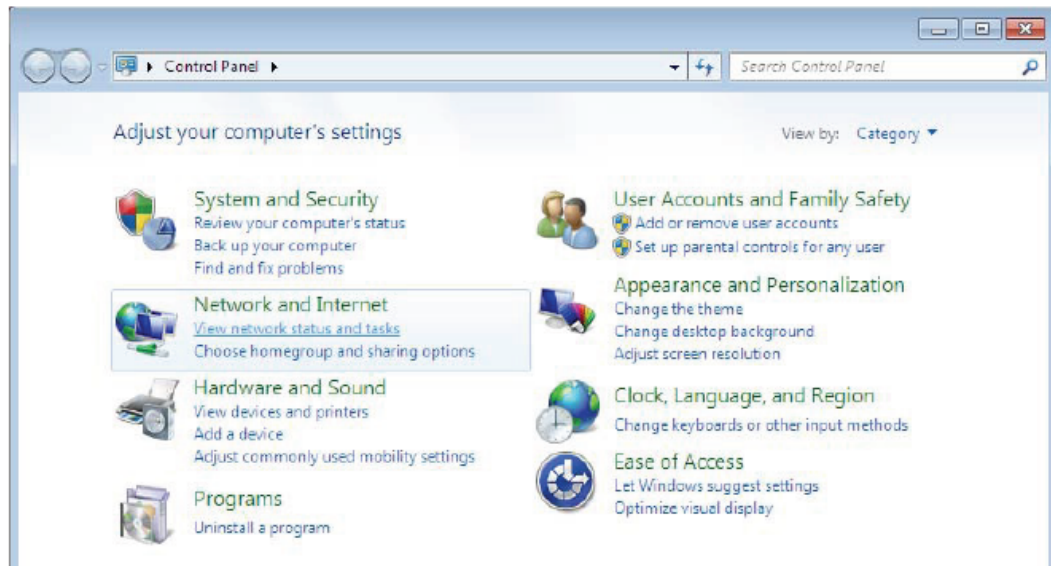 Control Panel
Search Control Panel
Adjust your computer's settings
View by: Category
System and Security
Review your computer's status
Back up your computer
Find and fix problems
Network and Internet
View network status and tasks
Choose homegroup and sharing options
Hardware and Sound
View devices and printers
Add a device
Adjust commonly used mobility settings
Programs
Uninstall a program
User Accounts and Family Safety
Add or remove user accounts
Set up parental controls for any user
Appearance and Personalization
Change the theme
Change desktop background
Adjust screen resolution
Clock, Language, and Region
Change keyboards or other input methods
Ease of Access
Let Windows suggest settings
Optimize visual display